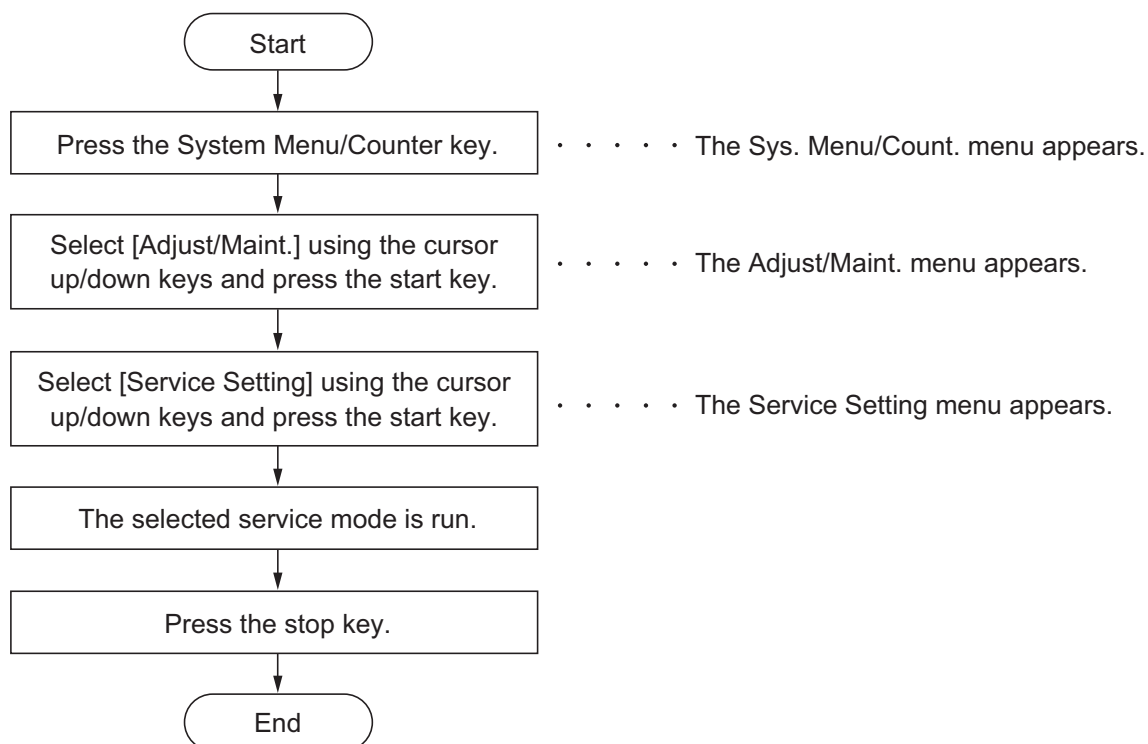 Start
Press the System Menu/Counter key.
The Sys. Menu/Count. menu appears.
Select [Adjust/Maint.] using the cursor
up/down keys and press the start key.
The Adjust/Maint. menu appears.
Select [Service Setting] using the cursor
up/down keys and press the start key.
The Service Setting menu appears.
The selected service mode is run.
Press the stop key.
End